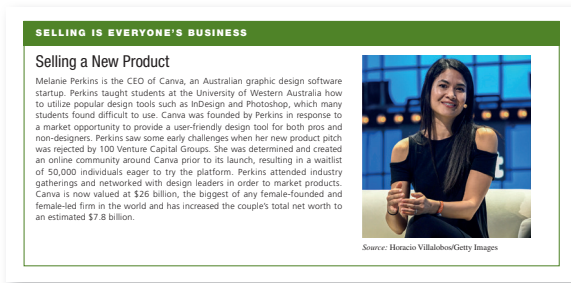 SELLING IS EVERYONE'S BUSINESS
Selling a New Product
Melanie Perkins is the CEO of Canva, an Australian graphic design software
startup. Perkins taught students at the University of Western Australia how
to utilize popular design tools such as InDesign and Photoshop, which many
students found difficult to use. Canva was founded by Perkins in response to
a market opportunity to provide a user-friendly design tool for both pros and
non-designers. Perkins saw some early challenges when her new product pitch
was rejected by 100 Venture Capital Groups. She was determined and created
an online community around Canva prior to its launch, resulting in a waitlist
of 50,000 individuals eager to try the platform. Perkins attended industry
gatherings and networked with design leaders in order to market products.
Canva is now valued at $26 billion, the biggest of any female-founded and
female-led firm in the world and has increased the couple's total net worth to
an estimated $7.8 billion.
Source: Horacio Villalobos/Getty Images